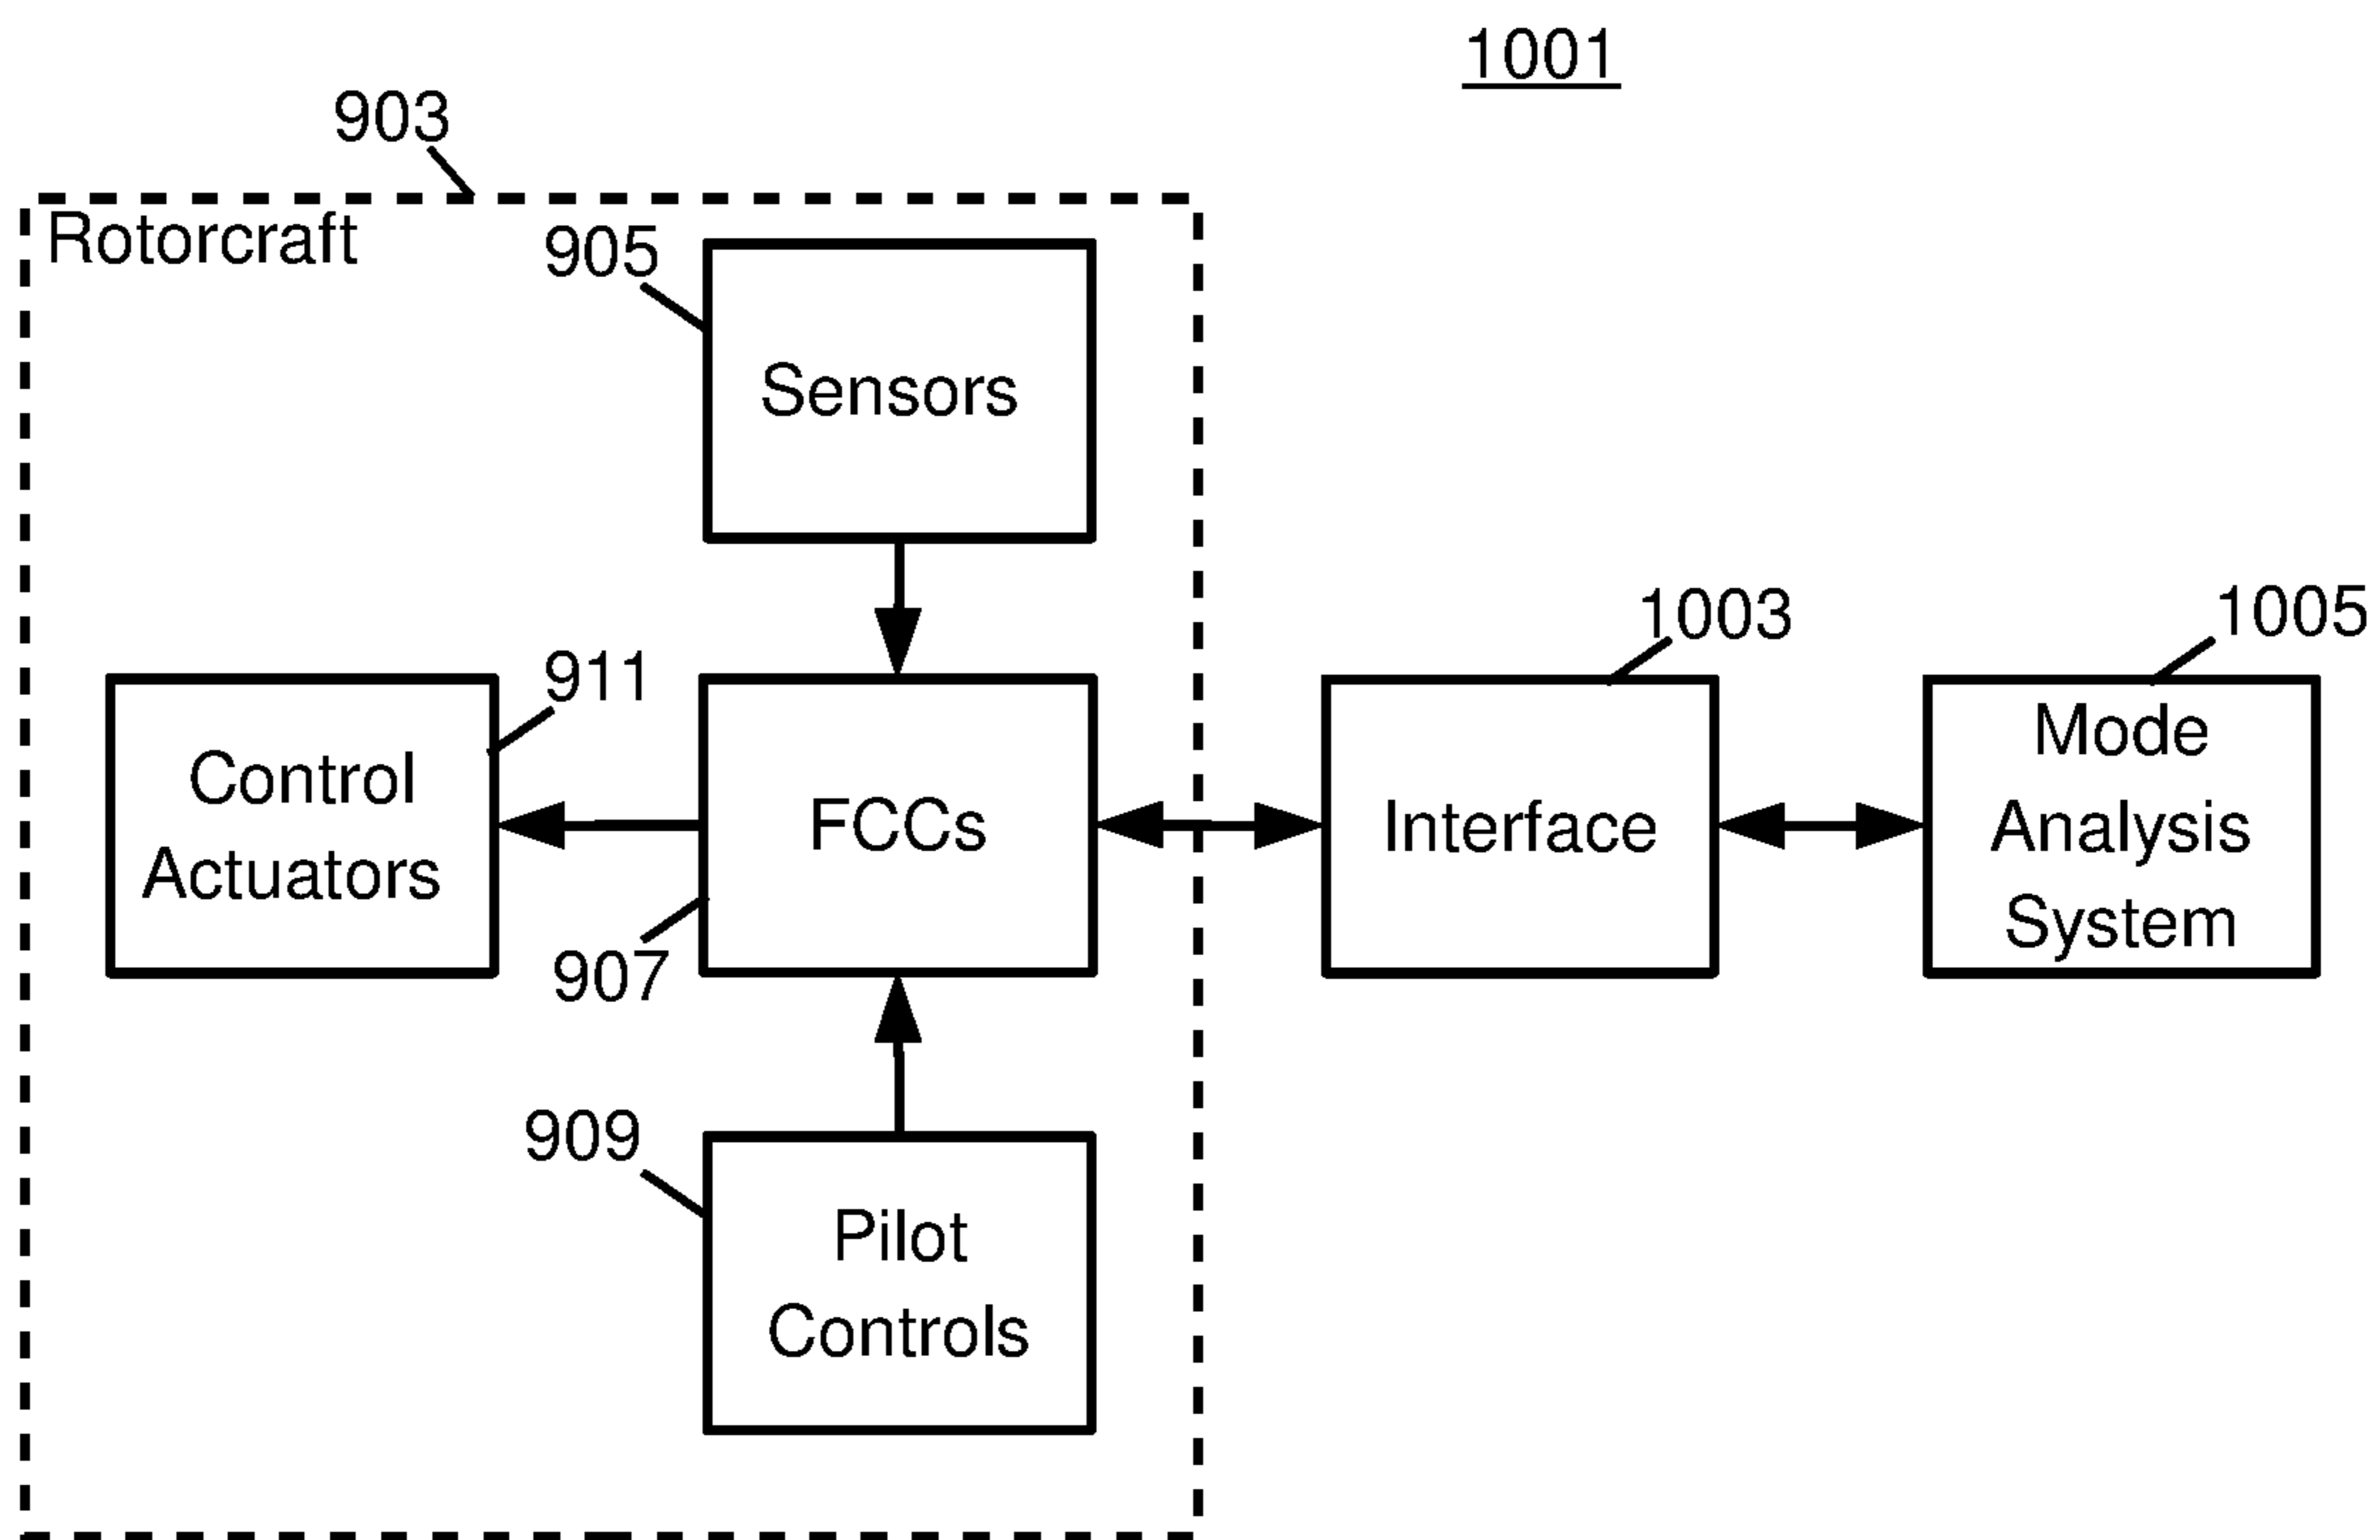 1001
903
Rotorcraft
905
Sensors
1003
1005
911
Control
Actuators
FCCs
907
Interface
Mode
Analysis
System
909
Pilot
Controls